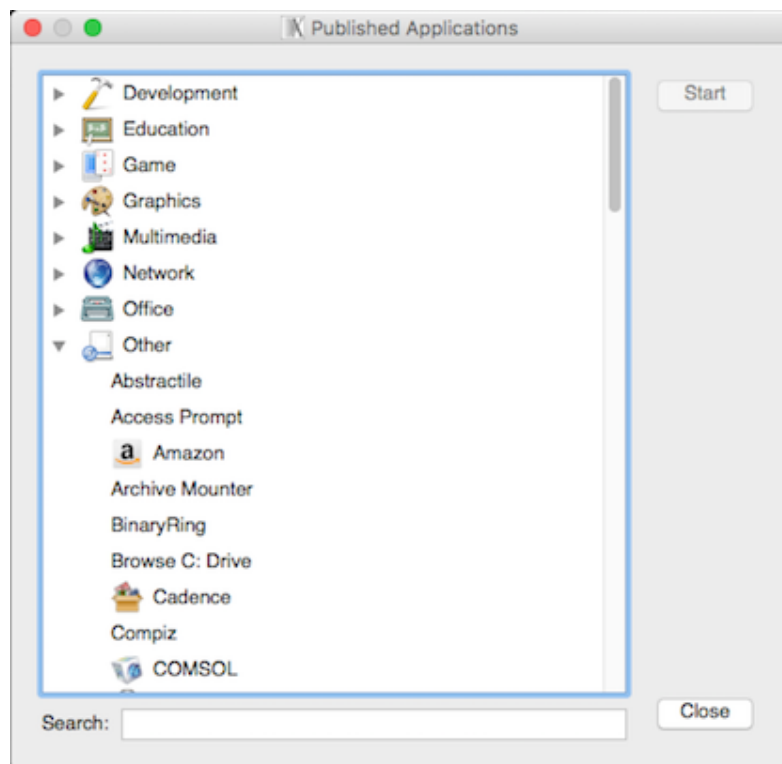 Published Applications
Development
Start
Education
Game
Graphics
Multimedia
Network
Office
Other
Abstractile
Access Prompt
a Amazon
Archive Mounter
BinaryRing
Browse C: Drive
Cadence
Compiz
COMSOL
Close
Search: